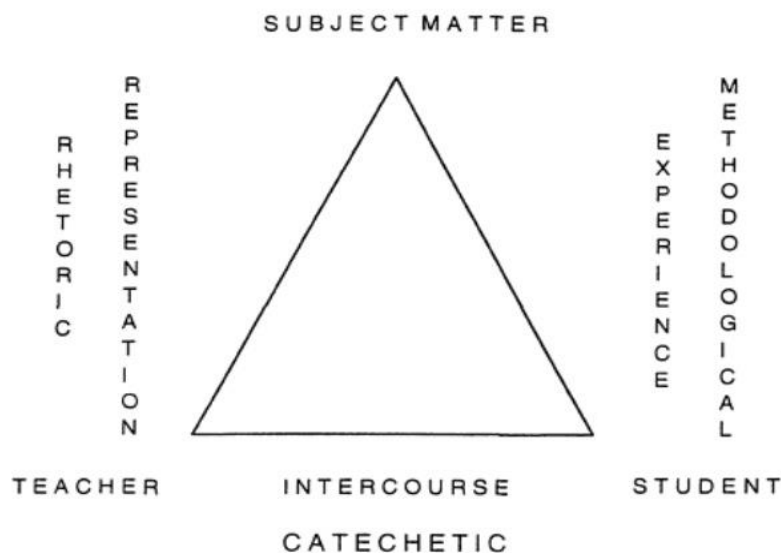 SUBJECT MATTER
RHETORIC
REPRESENTATION
EXPERIENCE
METHODOLOGICAL
TEACHER INTERCOURSE STUDENT
CATECHETIC